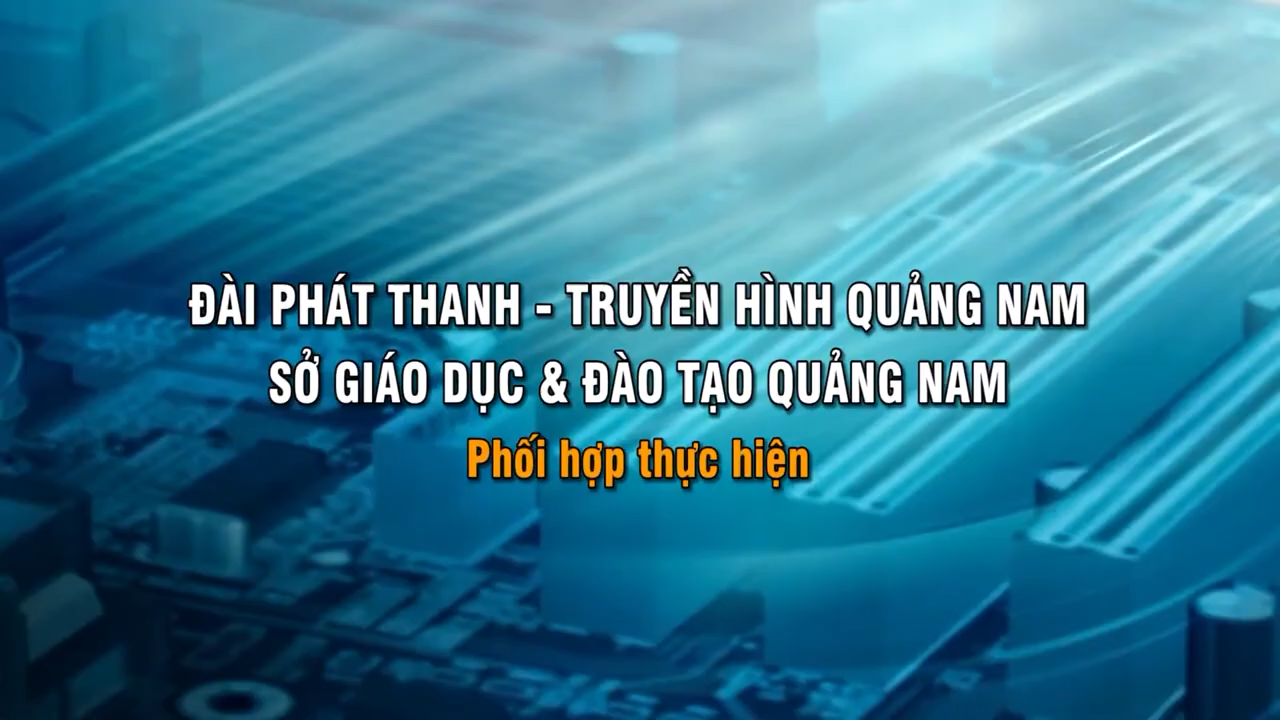 ĐÀI PHÁT THANH - TRUYỀN HÌNH QUẢNG NAM
SỞ GIÁO DỤC & ĐÀO TẠO QUẢNG NAM
Phối hợp thực hiện